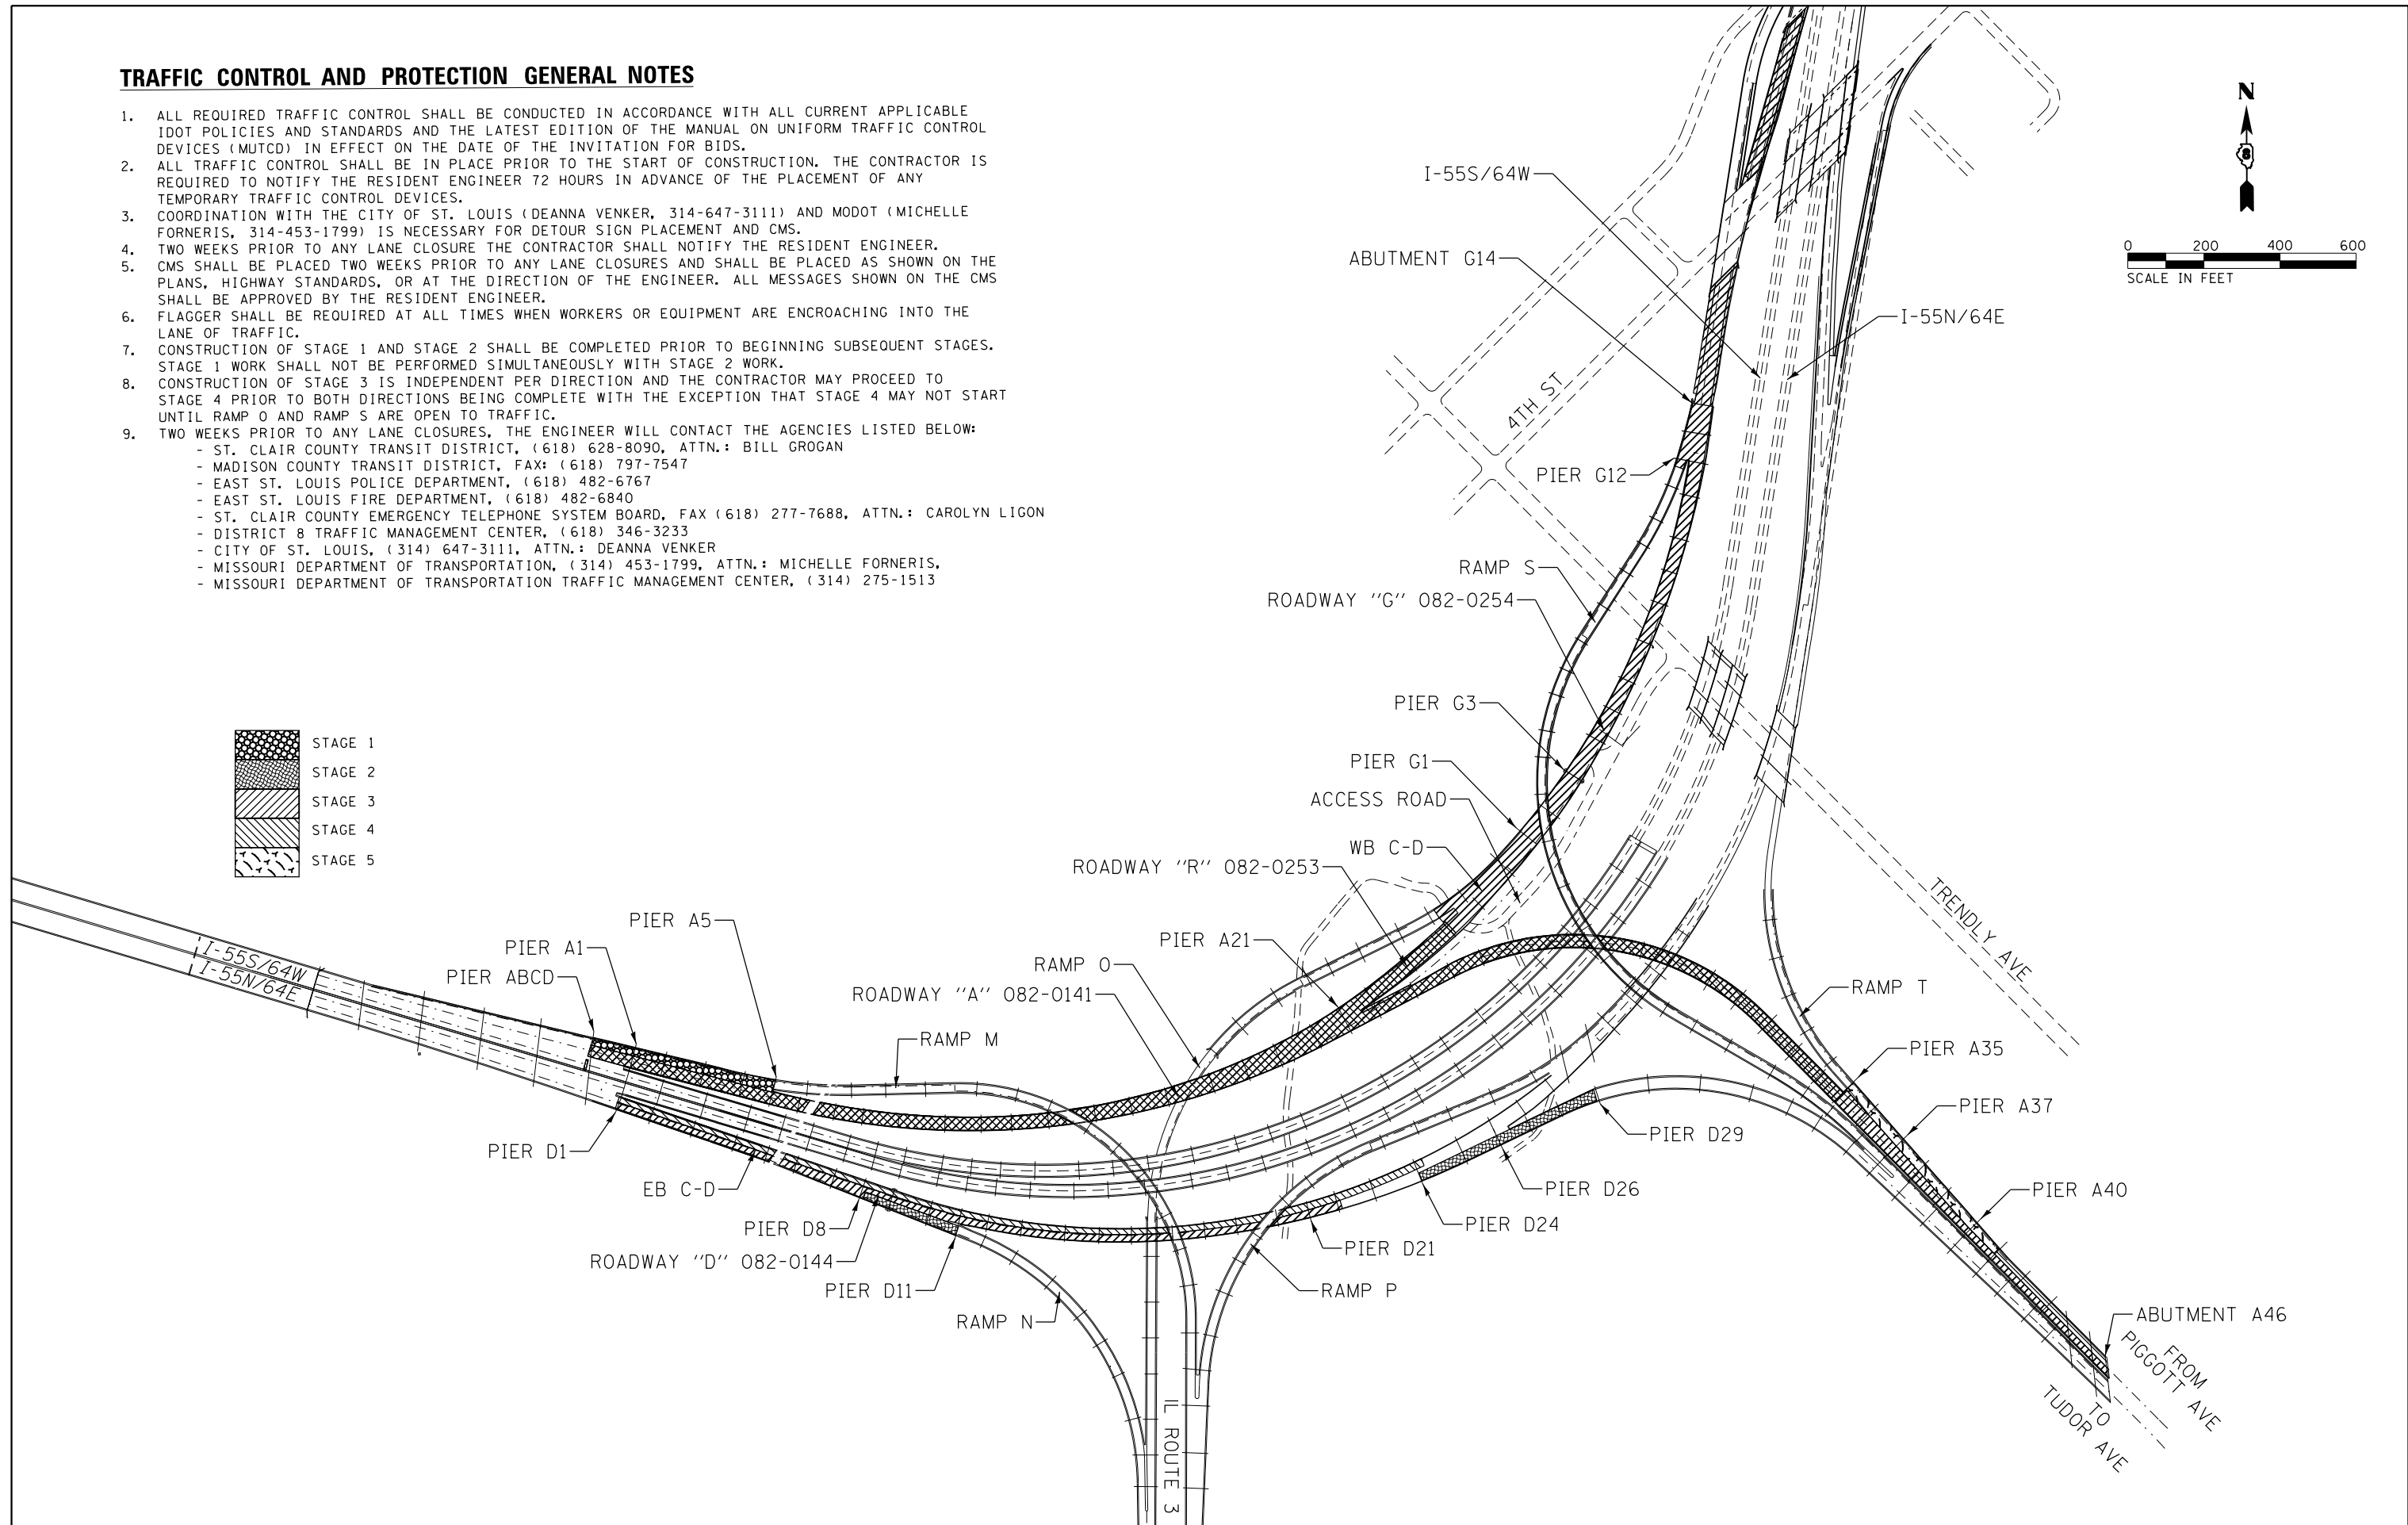 TRAFFIC CONTROL AND PROTECTION GENERAL NOTES
1. ALL REQUIRED TRAFFIC CONTROL SHALL BE CONDUCTED IN ACCORDANCE WITH ALL CURRENT APPLICABLE
IDOT POLICIES AND STANDARDS AND THE LATEST EDITION OF THE MANUAL ON UNIFORM TRAFFIC CONTROL
DEVICES (MUTCD) IN EFFECT ON THE DATE OF THE INVITATION FOR BIDS.
2. ALL TRAFFIC CONTROL SHALL BE IN PLACE PRIOR TO THE START OF CONSTRUCTION. THE CONTRACTOR IS
REQUIRED TO NOTIFY THE RESIDENT ENGINEER 72 HOURS IN ADVANCE OF THE PLACEMENT OF ANY
TEMPORARY TRAFFIC CONTROL DEVICES.
3. COORDINATION WITH THE CITY OF ST. LOUIS (DEANNA VENKER, 314-647-3111) AND MODOT (MICHELLE
FORNERIS, 314-453-1799) IS NECESSARY FOR DETOUR SIGN PLACEMENT AND CMS.
4. TWO WEEKS PRIOR TO ANY LANE CLOSURE THE CONTRACTOR SHALL NOTIFY THE RESIDENT ENGINEER.
5. CMS SHALL BE PLACED TWO WEEKS PRIOR TO ANY LANE CLOSURES AND SHALL BE PLACED AS SHOWN ON THE
PLANS, HIGHWAY STANDARDS, OR AT THE DIRECTION OF THE ENGINEER. ALL MESSAGES SHOWN ON THE CMS
SHALL BE APPROVED BY THE RESIDENT ENGINEER.
6. FLAGGER SHALL BE REQUIRED AT ALL TIMES WHEN WORKERS OR EQUIPMENT ARE ENCROACHING INTO THE
LANE OF TRAFFIC.
7. CONSTRUCTION OF STAGE 1 AND STAGE 2 SHALL BE COMPLETED PRIOR TO BEGINNING SUBSEQUENT STAGES.
STAGE 1 WORK SHALL NOT BE PERFORMED SIMULTANEOUSLY WITH STAGE 2 WORK.
8. CONSTRUCTION OF STAGE 3 IS INDEPENDENT PER DIRECTION AND THE CONTRACTOR MAY PROCEED TO
STAGE 4 PRIOR TO BOTH DIRECTIONS BEING COMPLETE WITH THE EXCEPTION THAT STAGE 4 MAY NOT START
UNTIL RAMP O AND RAMP S ARE OPEN TO TRAFFIC.
9. TWO WEEKS PRIOR TO ANY LANE CLOSURES, THE ENGINEER WILL CONTACT THE AGENCIES LISTED BELOW:
- ST. CLAIR COUNTY TRANSIT DISTRICT, (618) 628-8090, ATTN.: BILL GROGAN
- MADISON COUNTY TRANSIT DISTRICT, FAX: (618) 797-7547
- EAST ST. LOUIS POLICE DEPARTMENT, (618) 482-6767
- EAST ST. LOUIS FIRE DEPARTMENT, (618) 482-6840
- ST. CLAIR COUNTY EMERGENCY TELEPHONE SYSTEM BOARD, FAX (618) 277-7688, ATTN.: CAROLYN LIGON
- DISTRICT 8 TRAFFIC MANAGEMENT CENTER, (618) 346-3233
- CITY OF ST. LOUIS, (314) 647-3111, ATTN.: DEANNA VENKER
- MISSOURI DEPARTMENT OF TRANSPORTATION, (314) 453-1799, ATTN.: MICHELLE FORNERIS,
- MISSOURI DEPARTMENT OF TRANSPORTATION TRAFFIC MANAGEMENT CENTER, (314) 275-1513
N
8
0 200 400 600
SCALE IN FEET
I-55S/64W
ABUTMENT G14
I-55N/64E
4TH ST
PIER G12
RAMP S
ROADWAY "G" 082-0254
PIER G3
PIER G1
ACCESS ROAD
WB C-D
ROADWAY "R" 082-0253
TRENDLY AVE
STAGE 1
STAGE 2
STAGE 3
STAGE 4
STAGE 5
PIER A5
PIER A1
PIER ABCD
I-55S/64W
I-55N/64E
PIER A21
RAMP O
ROADWAY "A" 082-0141
RAMP M
RAMP T
PIER A35
PIER A37
PIER D29
PIER D1
EB C-D
PIER D26
PIER A40
PIER D8
PIER D24
ROADWAY "D" 082-0144
PIER D21
PIER D11
RAMP P
RAMP N
ABUTMENT A46
FROM
PIGGOTT AVE
TO
TUDOR AVE
IL ROUTE 3